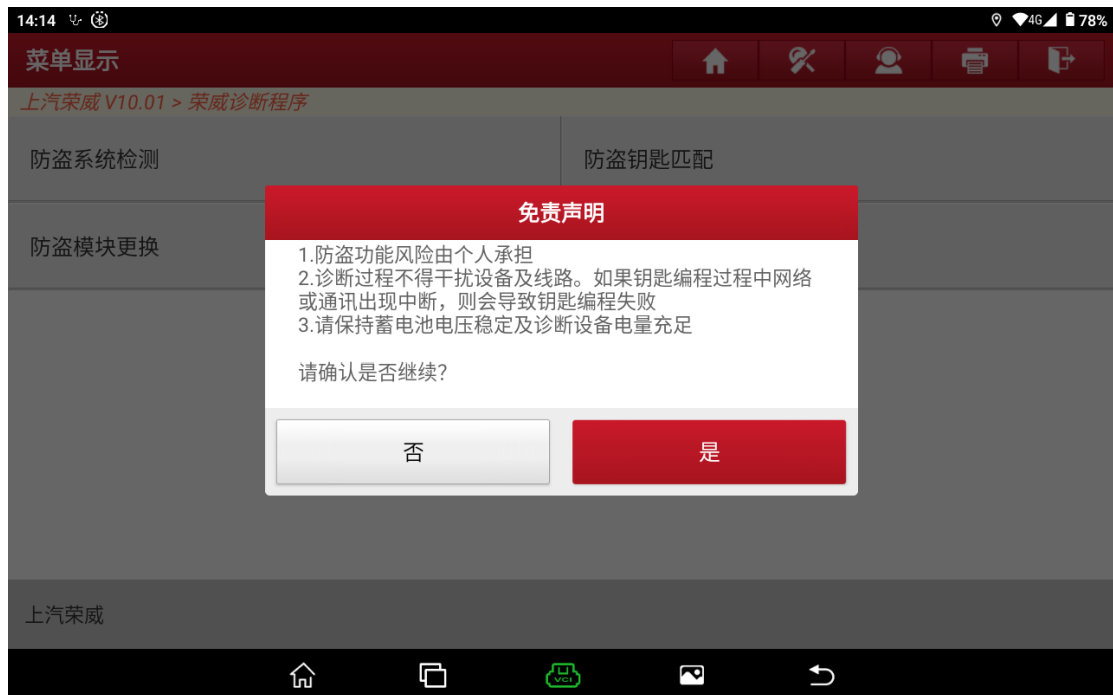 14:14 4G 78%
菜单显示
上汽荣威 V10.01 > 荣威诊断程序
防盗系统检测 防盗钥匙匹配
防盗模块更换
免责声明
1.防盗功能风险由个人承担
2.诊断过程不得干扰设备及线路。如果钥匙编程过程中网络
或通讯出现中断，则会导致钥匙编程失败
3.请保持蓄电池电压稳定及诊断设备电量充足
请确认是否继续？
否 是
上汽荣威
VCI